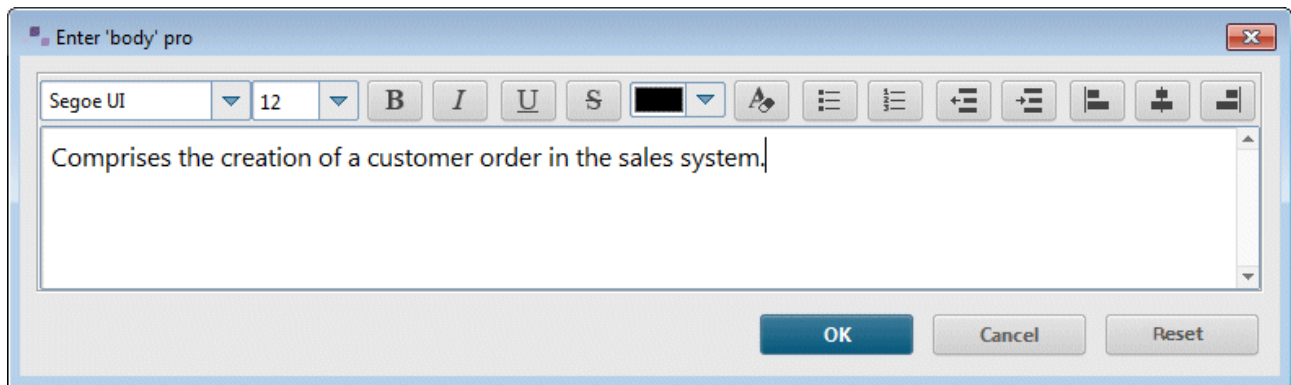 Enter 'body' pro
Segoe UI 12 B I U S
Comprises the creation of a customer order in the sales system.
OK Cancel Reset